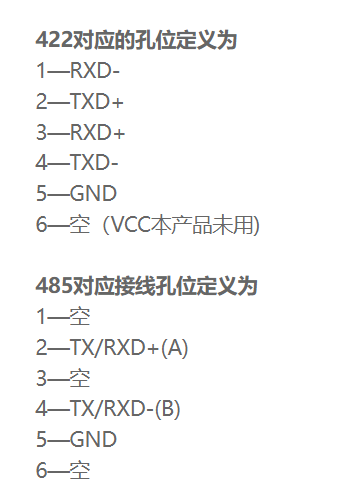 422对应的孔位定义为
1—RXD-
2—TXD+
3—RXD+
4—TXD-
5—GND
6—空（VCC本产品未用)
485对应接线孔位定义为
1—空
2—TX/RXD+(A)
3—空
4—TX/RXD-(B)
5—GND
6—空